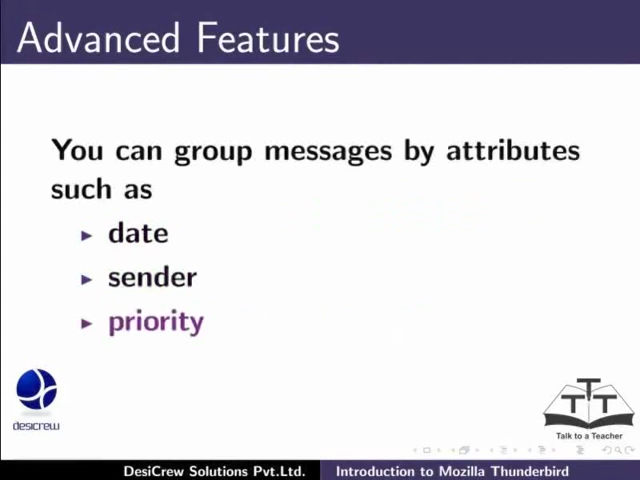 Advanced Features
You can group messages by attributes
such as
date
sender
priority
desicrew
TTT
Talk to a Teacher
DesiCrew Solutions Pvt.Ltd. Introduction to Mozilla Thunderbird